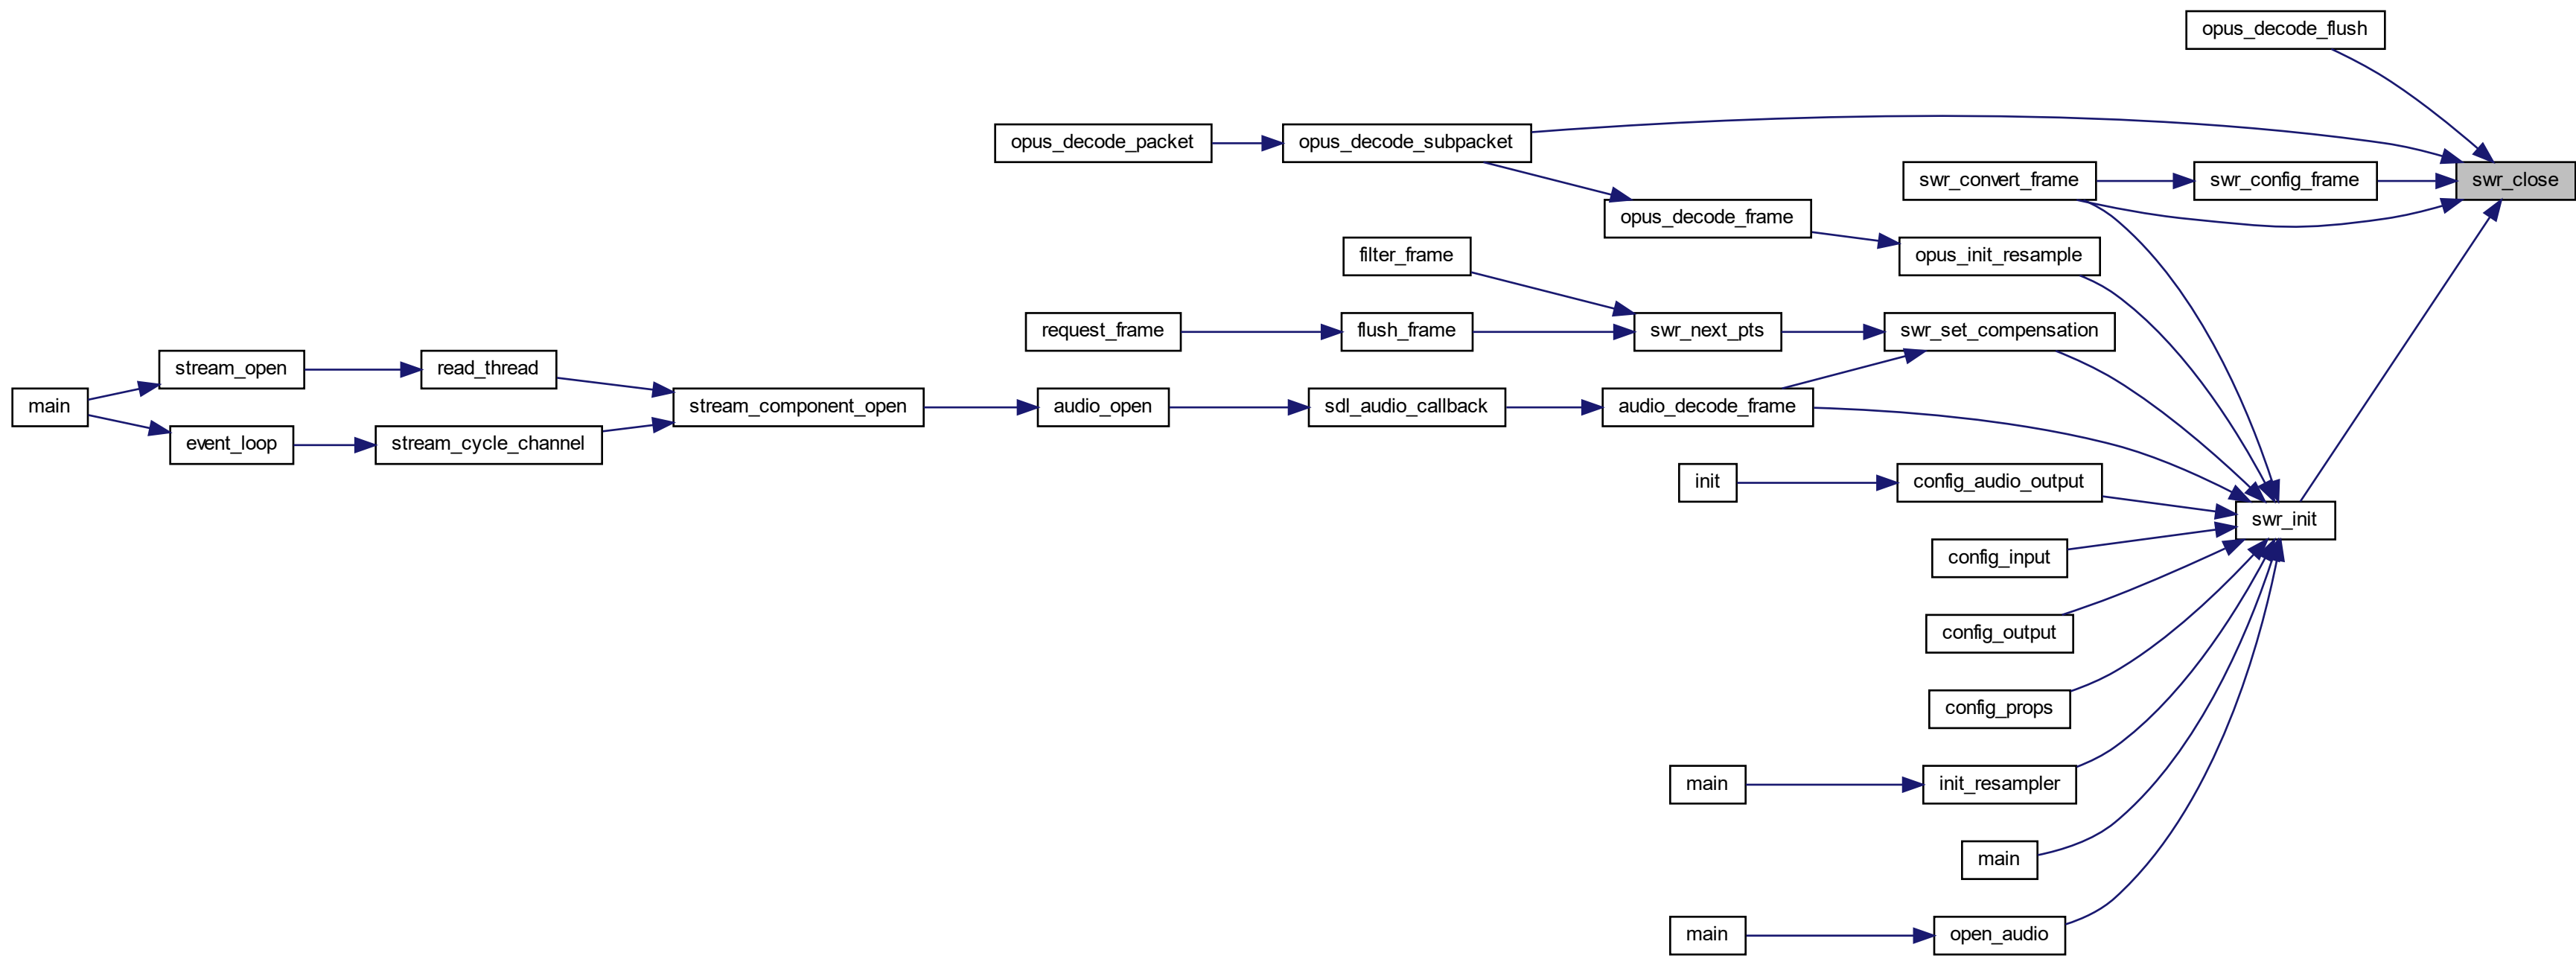 opus_decode_flush
opus_decode_packet
opus_decode_subpacket
swr_convert_frame
swr_config_frame
swr_close
opus_decode_frame
filter_frame
opus_init_resample
request_frame
flush_frame
swr_next_pts
swr_set_compensation
stream_open
read_thread
main
stream_component_open
audio_open
sdl_audio_callback
audio_decode_frame
event_loop
stream_cycle_channel
init
config_audio_output
swr_init
config_input
config_output
config_props
main
init_resampler
main
main
open_audio